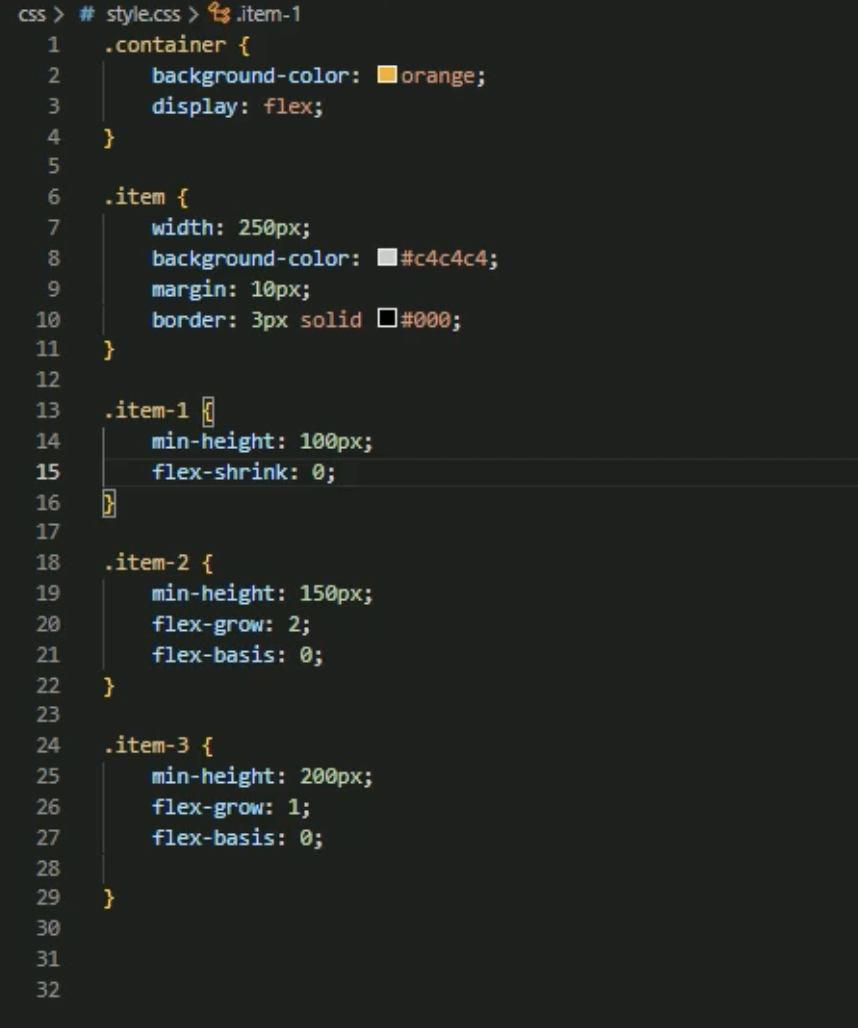 css > # style.css > .item-1
1 .container {
2 background-color: orange;
3 display: flex;
4 }
5
6 .item {
7 width: 250px;
8 background-color: #c4c4c4;
9 margin: 10px;
10 border: 3px solid #000;
11 }
12
13 .item-1 {
14 min-height: 100px;
15 flex-shrink: 0;
16 }
17
18 .item-2 {
19 min-height: 150px;
20 flex-grow: 2;
21 flex-basis: 0;
22 }
23
24 .item-3 {
25 min-height: 200px;
26 flex-grow: 1;
27 flex-basis: 0;
28
29 }
30
31
32